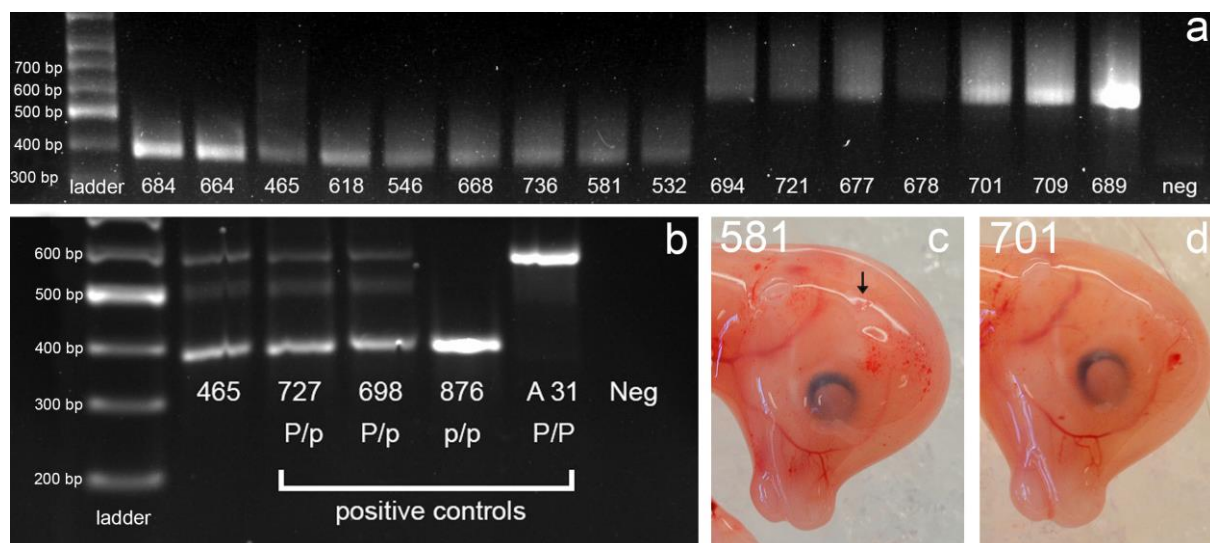 a
700 bp
600 bp
500 bp
400 bp
300 bp
ladder 684 664 465 618 546 668 736 581 532 694 721 677 678 701 709 689 neg
b
600 bp
500 bp
400 bp
300 bp
200 bp
ladder
465 727 698 876 A 31 Neg
P/p P/p p/p P/P
positive controls
581 c
701 d